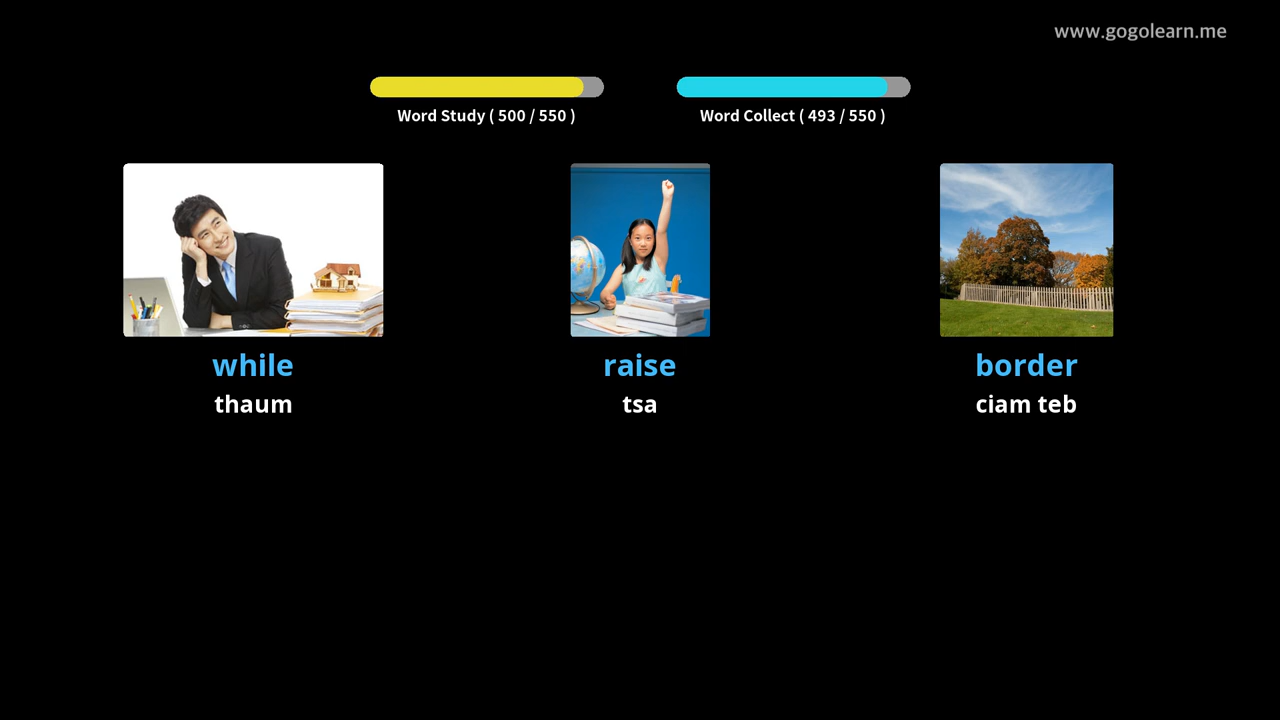 www.gogolearn.me
Word Study ( 500 / 550 )
Word Collect ( 493 / 550 )
while
raise
border
thaum
tsa
ciam teb